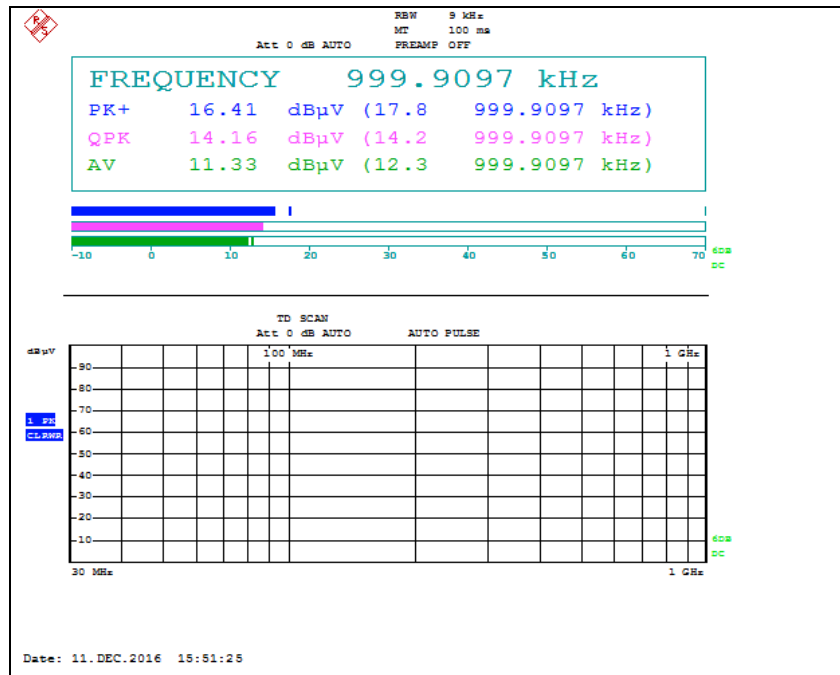 R S
RBW 9 kHz
MT 100 ms
Att 0 dB AUTO PREAMP OFF
FREQUENCY 999.9097 kHz
PK+ 16.41 dBµV (17.8 999.9097 kHz)
QPK 14.16 dBµV (14.2 999.9097 kHz)
AV 11.33 dBµV (12.3 999.9097 kHz)
-10 0 10 20 30 40 50 60 70
6DB
DC
TD SCAN
Att 0 dB AUTO AUTO PULSE
dBµV 100 MHz 1 GHz
90
80
70
1 PK
CLRWR
60
50
40
30
20
10
6DB
DC
30 MHz 1 GHz
Date: 11.DEC.2016 15:51:25